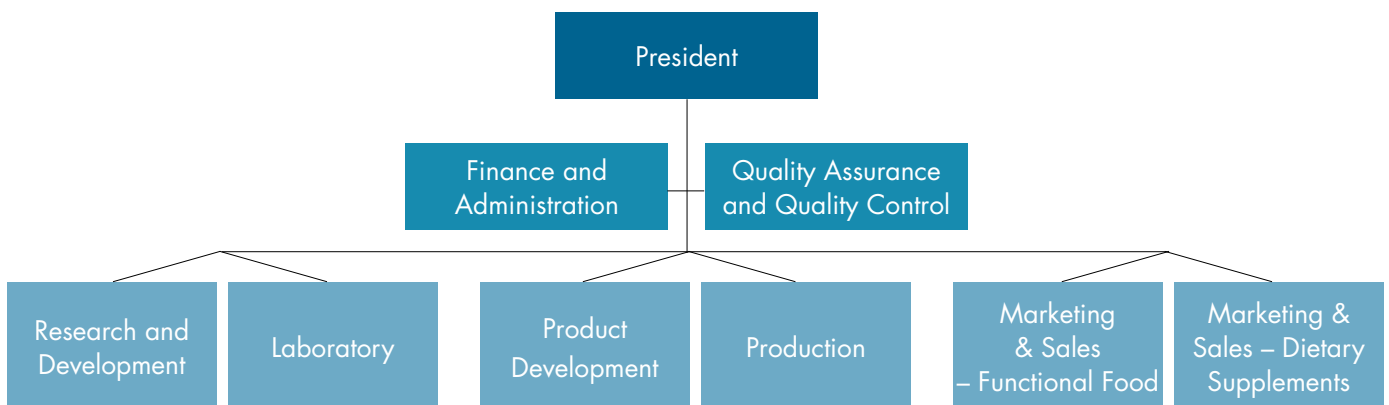 President
Finance and
Administration
Quality Assurance
and Quality Control
Research and
Development
Laboratory
Product
Development
Production
Marketing
& Sales
– Functional Food
Marketing &
Sales – Dietary
Supplements